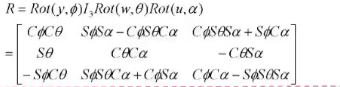 R = Rot(y,ϕ)I₃Rot(w,θ)Rot(u,α)
= [ CϕCθ SϕSα − CϕSθCα CϕSθSα + SϕCα
Sθ CθCα −CθSα
−SϕCθ SϕSθCα + CϕSα CϕCα − SϕSθSα ]